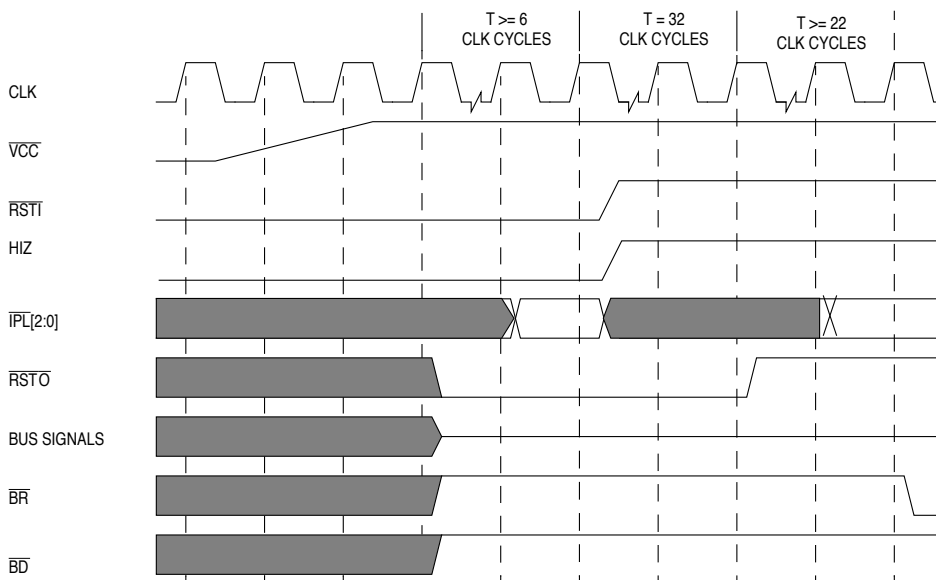 T >= 6
CLK CYCLES
T = 32
CLK CYCLES
T >= 22
CLK CYCLES
CLK
VCC
RSTI
HIZ
IPL[2:0]
RSTO
BUS SIGNALS
BR
BD